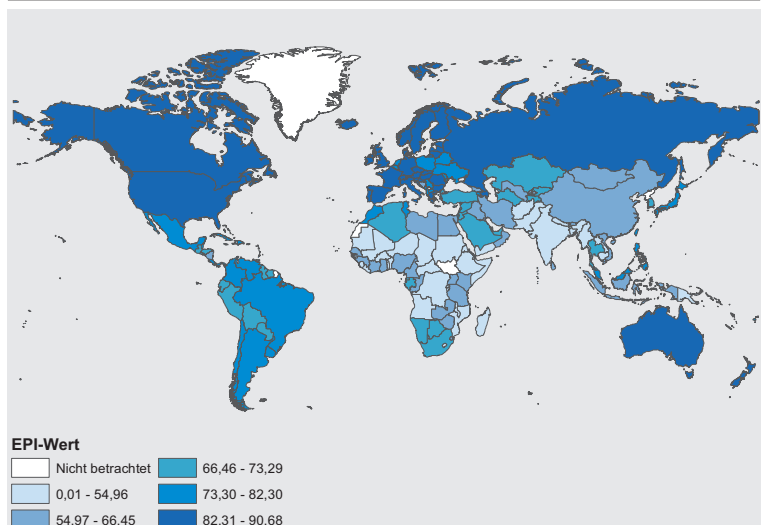 EPI-Wert
Nicht betrachtet
0,01 - 54,96
54,97 - 66,45
66,46 - 73,29
73,30 - 82,30
82,31 - 90,68